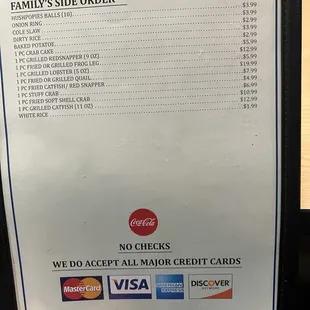 FAMILY'S SIDE ORDER
HUSHPOPIES BALLS (10) $3.99
ONION RING $3.99
COLE SLAW $2.99
DIRTY RICE $3.99
BAKED POTATOE $2.99
1 PC CRAB CAKE $5.99
1 PC GRILLED REDSNAPPER (9 OZ) $12.99
1 PC FRIED OR GRILLED FROG LEG $5.99
1 PC GRILLED LOBSTER (5 OZ) $19.99
1 PC FRIED OR GRILLED QUAIL $7.99
1 PC FRIED CATFISH/ RED SNAPPER $4.99
1 PC STUFF CRAB $6.99
1 PC FRIED SOFT SHELL CRAB $10.99
1 PC GRILLED CATFISH (11 OZ) $12.99
WHITE RICE $1.99
Coca-Cola
NO CHECKS
WE DO ACCEPT ALL MAJOR CREDIT CARDS
MasterCard VISA AMERICAN EXPRESS DISCOVER
NETWORK